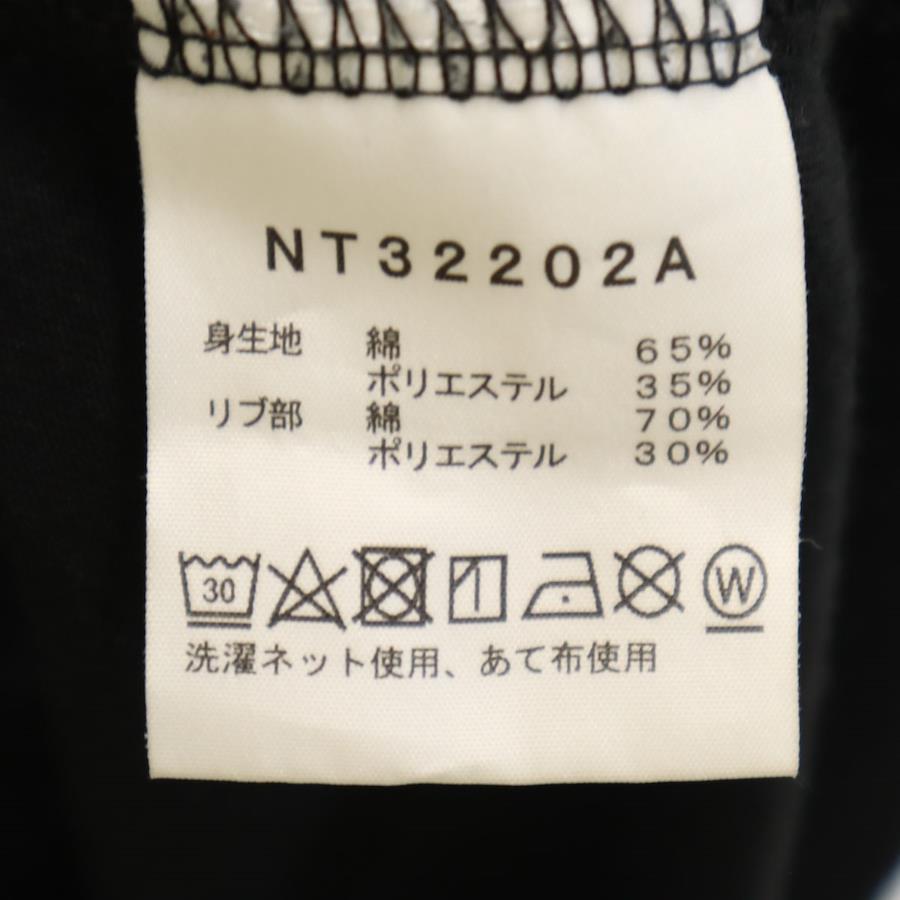 NT32202A
身生地 綿 65%
ポリエステル 35%
リブ部 綿 70%
ポリエステル 30%
30 W
洗濯ネット使用、あて布使用